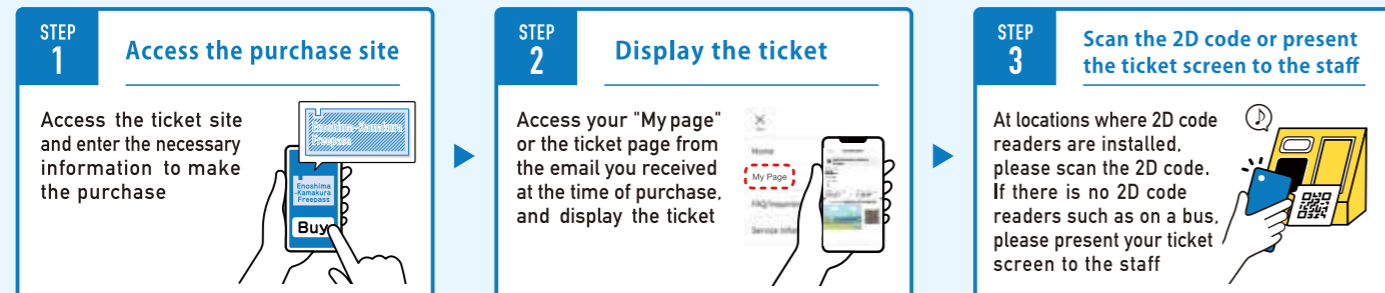 STEP
1
Access the purchase site
Access the ticket site
and enter the necessary
information to make
the purchase
Enoshima-Kamakura
Freepass
Enoshima
-Kamakura
Freepass
Buy
STEP
2
Display the ticket
Access your "My page"
or the ticket page from
the email you received
at the time of purchase,
and display the ticket
Home
My Page
FAQ/Inquiries
STEP
3
Scan the 2D code or present
the ticket screen to the staff
At locations where 2D code
readers are installed,
please scan the 2D code.
If there is no 2D code
readers such as on a bus,
please present your ticket
screen to the staff